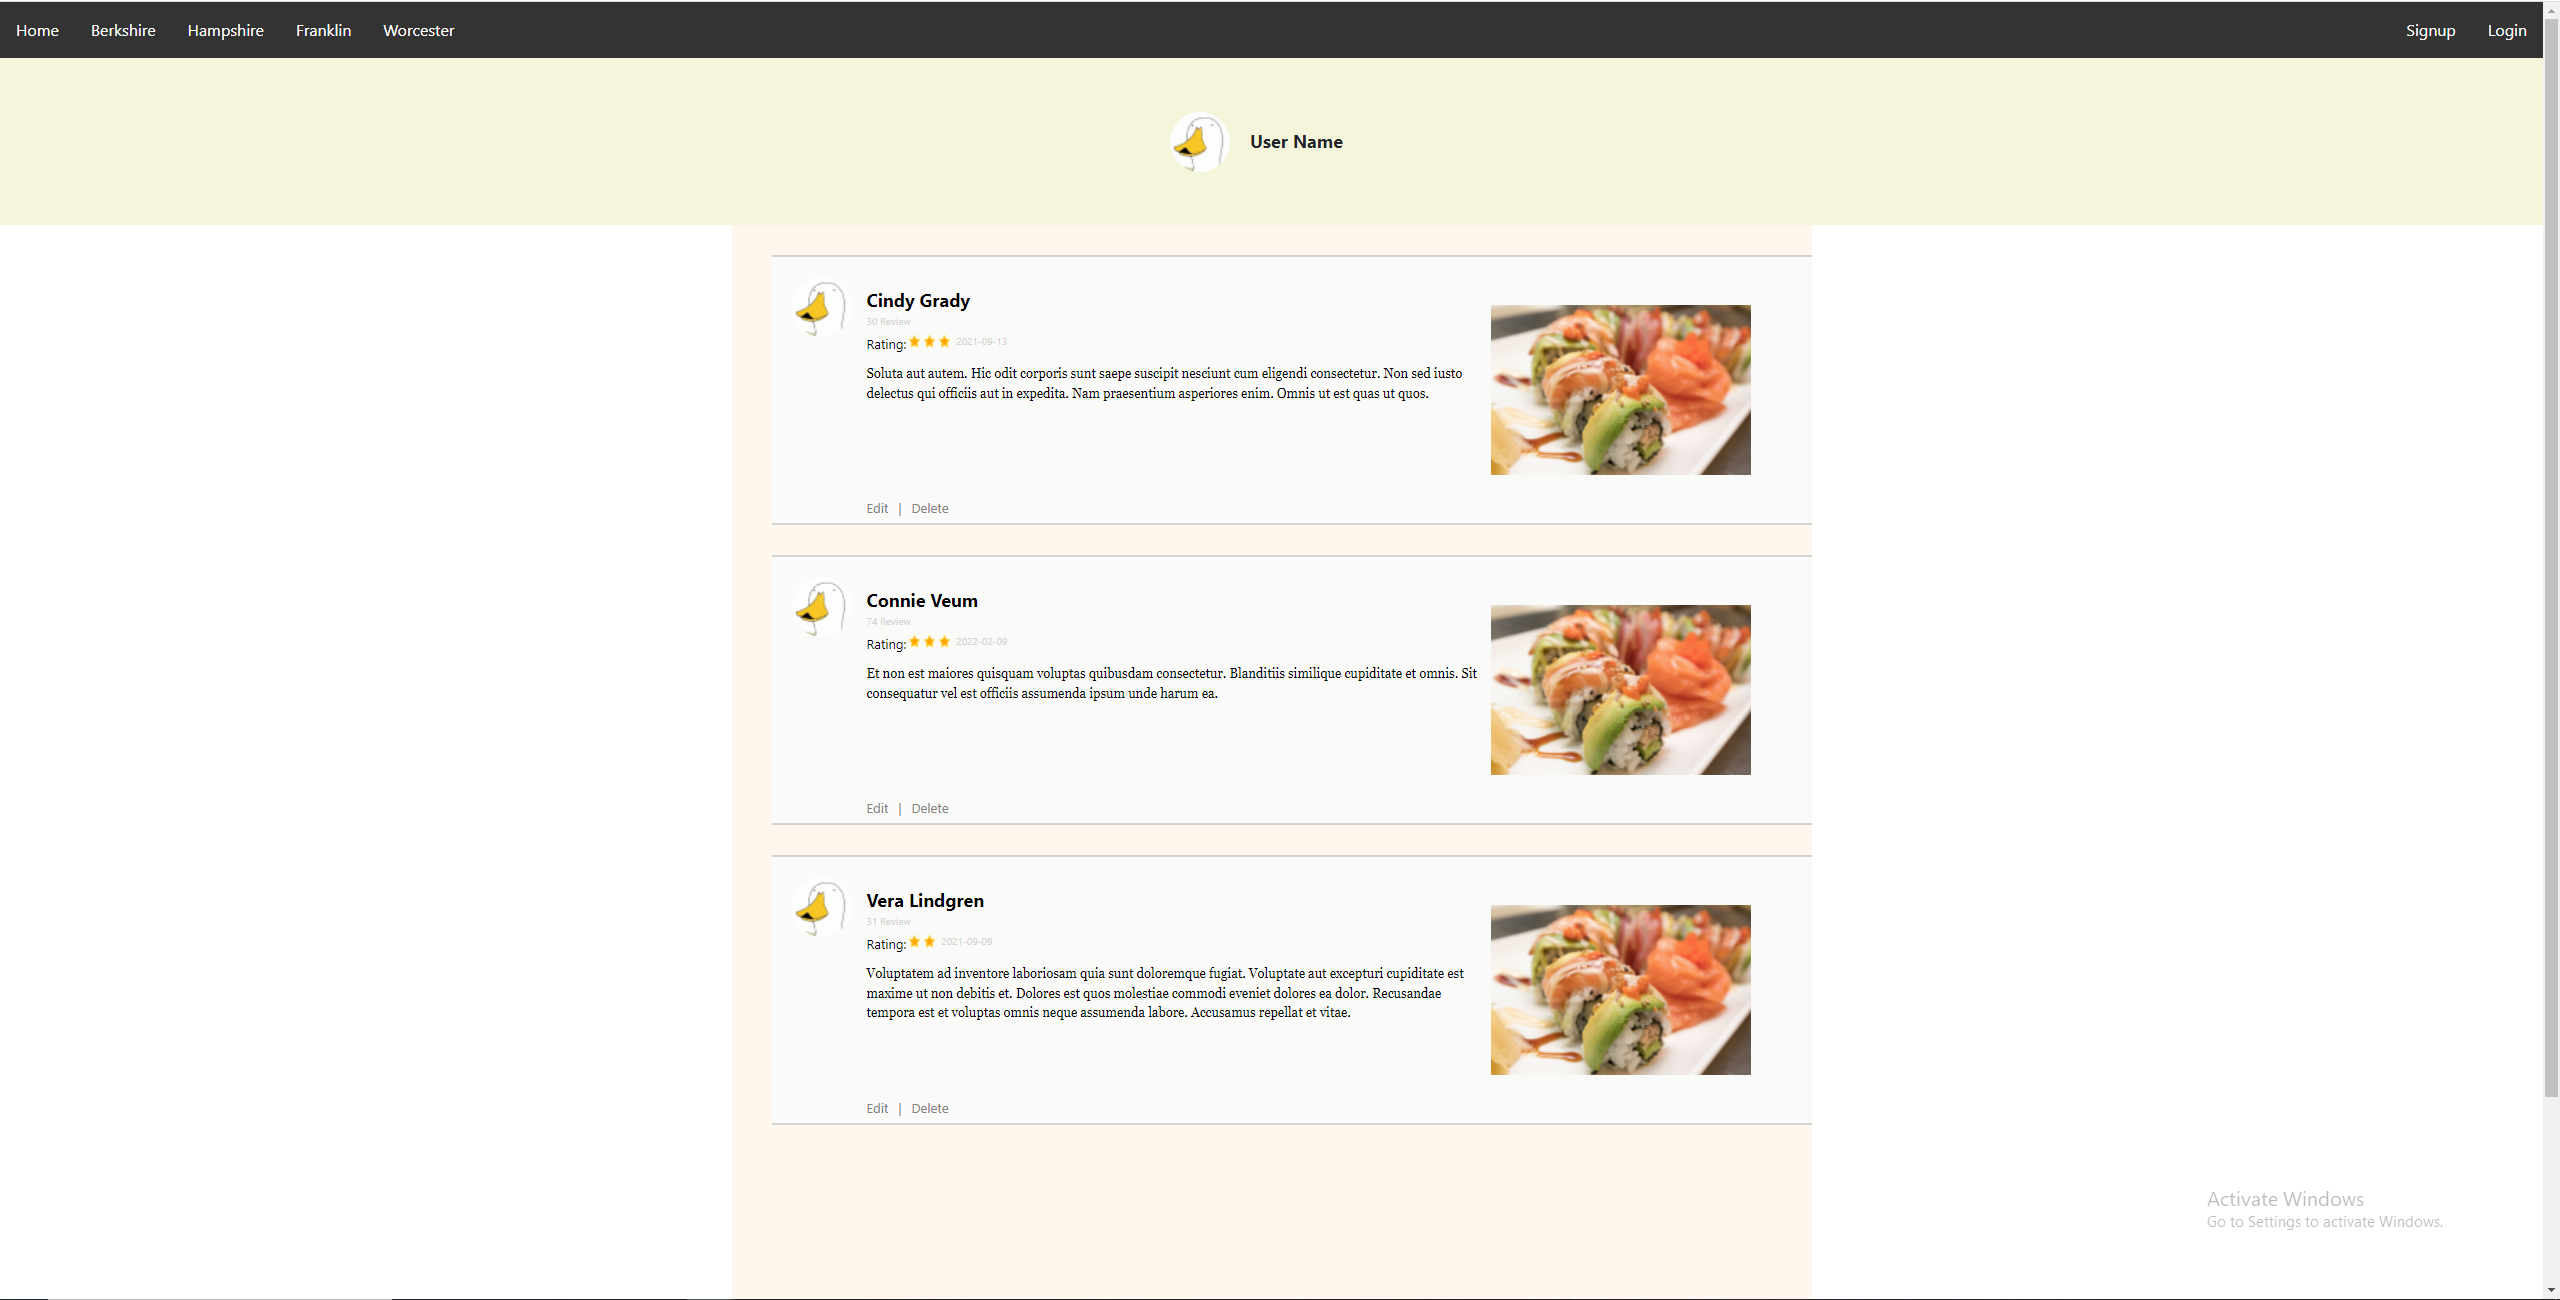 Home Berkshire Hampshire Franklin Worcester Signup Login
User Name
Cindy Grady
30 Review
Rating: 2021-09-13
Soluta aut autem. Hic odit corporis sunt saepe suscipit nesciunt cum eligendi consectetur. Non sed iusto
delectus qui officiis aut in expedita. Nam praesentium asperiores enim. Omnis ut est quas ut quos.
Edit | Delete
Connie Veum
74 Review
Rating: 2022-02-09
Et non est maiores quisquam voluptas quibusdam consectetur. Blanditiis similique cupiditate et omnis. Sit
consequatur vel est officiis assumenda ipsum unde harum ea.
Edit | Delete
Vera Lindgren
31 Review
Rating: 2021-09-09
Voluptatem ad inventore laboriosam quia sunt doloremque fugiat. Voluptate aut excepturi cupiditate est
maxime ut non debitis et. Dolores est quos molestiae commodi eveniet dolores ea dolor. Recusandae
tempora est et voluptas omnis neque assumenda labore. Accusamus repellat et vitae.
Edit | Delete
Activate Windows
Go to Settings to activate Windows.